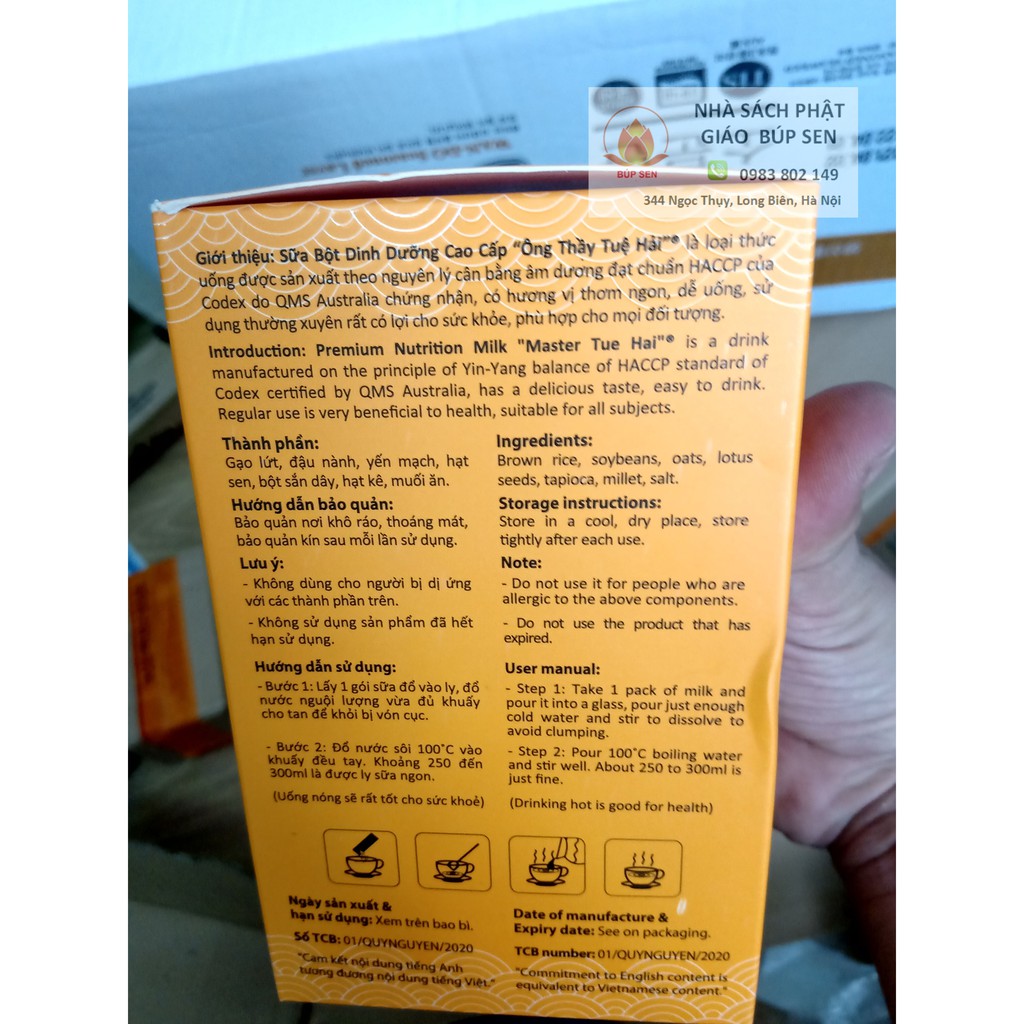 NHÀ SÁCH PHẬT
GIÁO BÚP SEN
BÚP SEN
0983 802 149
344 Ngọc Thụy, Long Biên, Hà Nội
Giới thiệu: Sữa Bột Dinh Dưỡng Cao Cấp “Ông Thầy Tuệ Hải”® là loại thức
uống được sản xuất theo nguyên lý cân bằng âm dương đạt chuẩn HACCP của
Codex do QMS Australia chứng nhận, có hương vị thơm ngon, dễ uống, sử
dụng thường xuyên rất có lợi cho sức khỏe, phù hợp cho mọi đối tượng.
Introduction: Premium Nutrition Milk "Master Tue Hai"® is a drink
manufactured on the principle of Yin-Yang balance of HACCP standard of
Codex certified by QMS Australia, has a delicious taste, easy to drink.
Regular use is very beneficial to health, suitable for all subjects.
Thành phần:
Gạo lứt, đậu nành, yến mạch, hạt
sen, bột sắn dây, hạt kê, muối ăn.
Hướng dẫn bảo quản:
Bảo quản nơi khô ráo, thoáng mát,
bảo quản kín sau mỗi lần sử dụng.
Lưu ý:
- Không dùng cho người bị dị ứng
với các thành phần trên.
- Không sử dụng sản phẩm đã hết
hạn sử dụng.
Hướng dẫn sử dụng:
- Bước 1: Lấy 1 gói sữa đổ vào ly, đổ
nước nguội lượng vừa đủ khuấy
cho tan để khỏi bị vón cục.
- Bước 2: Đổ nước sôi 100°C vào
khuấy đều tay. Khoảng 250 đến
300ml là được ly sữa ngon.
(Uống nóng sẽ rất tốt cho sức khoẻ)
Ingredients:
Brown rice, soybeans, oats, lotus
seeds, tapioca, millet, salt.
Storage instructions:
Store in a cool, dry place, store
tightly after each use.
Note:
- Do not use it for people who are
allergic to the above components.
- Do not use the product that has
expired.
User manual:
- Step 1: Take 1 pack of milk and
pour it into a glass, pour just enough
cold water and stir to dissolve to
avoid clumping.
- Step 2: Pour 100°C boiling water
and stir well. About 250 to 300ml is
just fine.
(Drinking hot is good for health)
Ngày sản xuất &
hạn sử dụng: Xem trên bao bì.
Số TCB: 01/QUYNGUYEN/2020
"Cam kết nội dung tiếng Anh
tương đương nội dung tiếng Việt."
Date of manufacture &
Expiry date: See on packaging.
TCB number: 01/QUYNGUYEN/2020
"Commitment to English content is
equivalent to Vietnamese content."